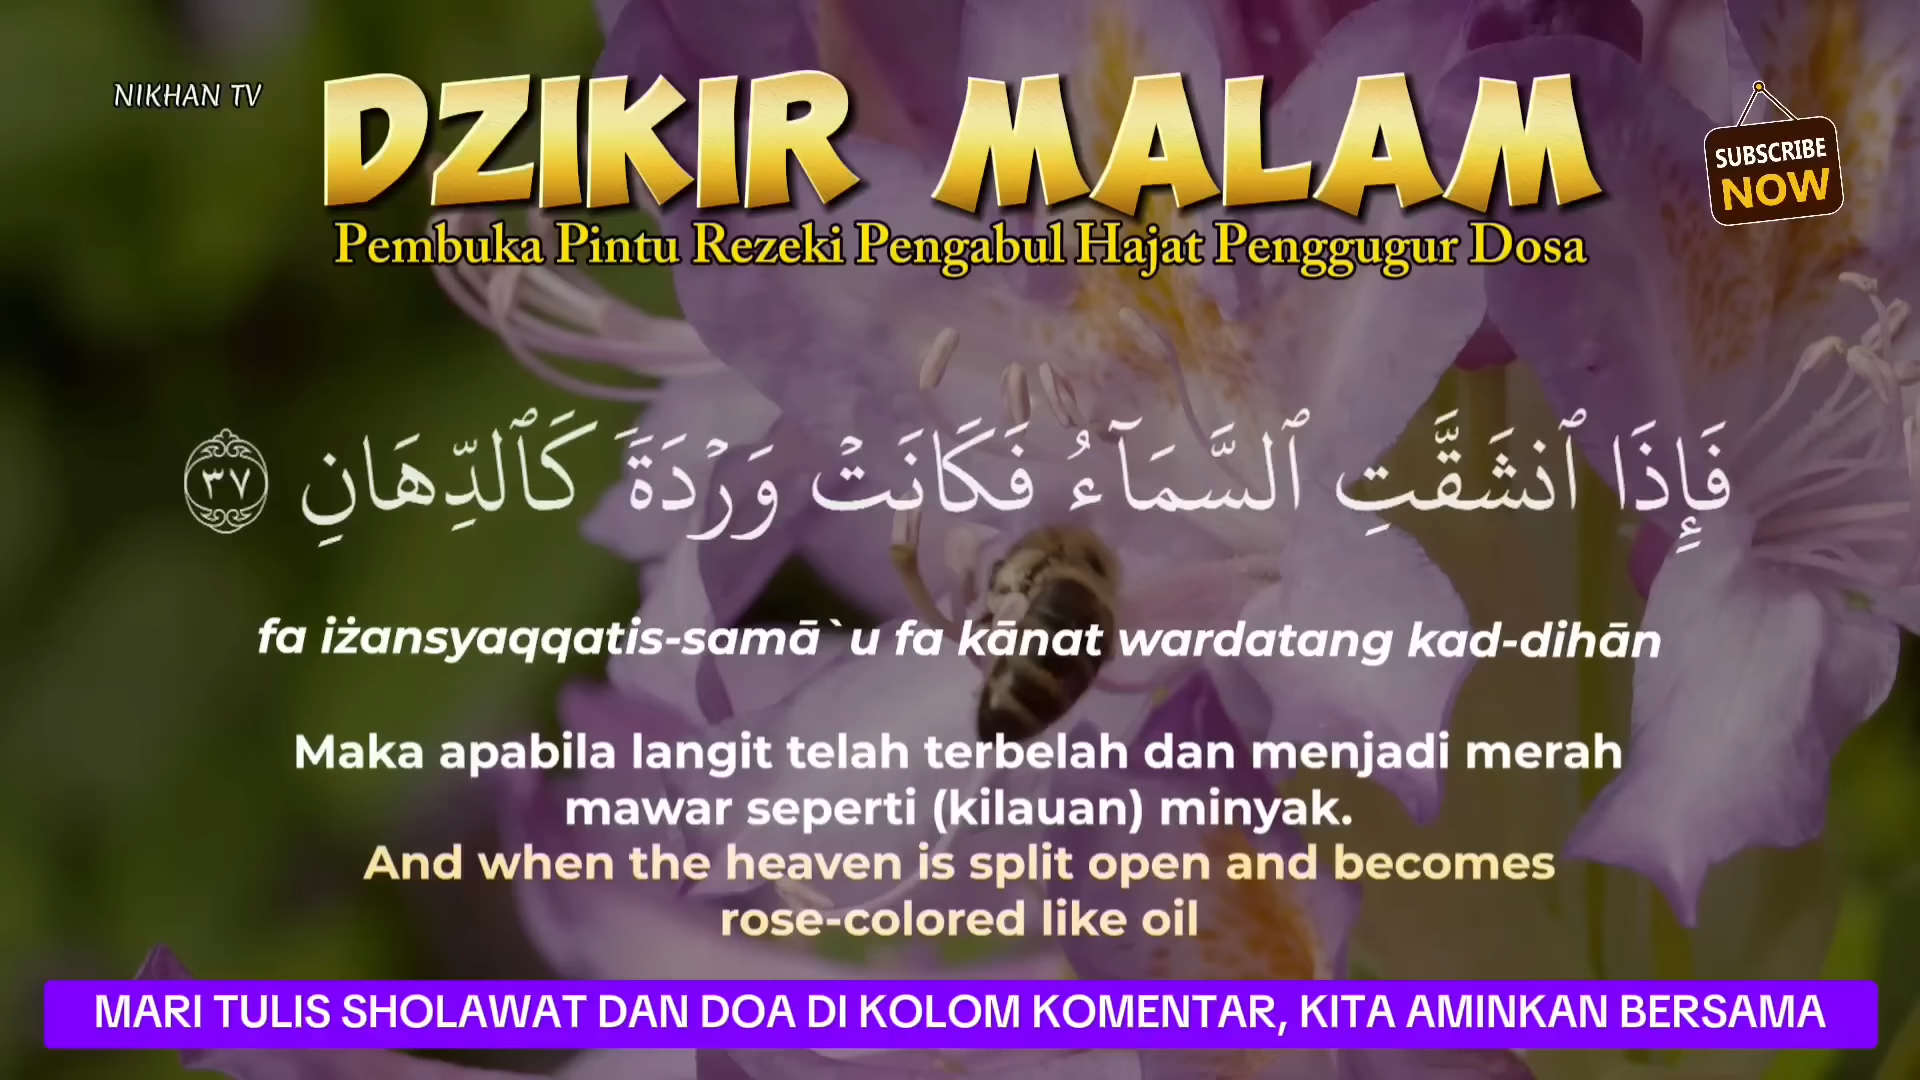 NIKHAN TV
DZIKIR MALAM
SUBSCRIBE
NOW
Pembuka Pintu Rezeki Pengabul Hajat Penggugur Dosa
فَإِذَا ٱنشَقَّتِ ٱلسَّمَآءُ فَكَانَتْ وَرْدَةً كَٱلدِّهَانِ ٣٧
fa iżansyaqqatis-samā`u fa kānat wardatang kad-dihān
Maka apabila langit telah terbelah dan menjadi merah
mawar seperti (kilauan) minyak.
And when the heaven is split open and becomes
rose-colored like oil
MARI TULIS SHOLAWAT DAN DOA DI KOLOM KOMENTAR, KITA AMINKAN BERSAMA